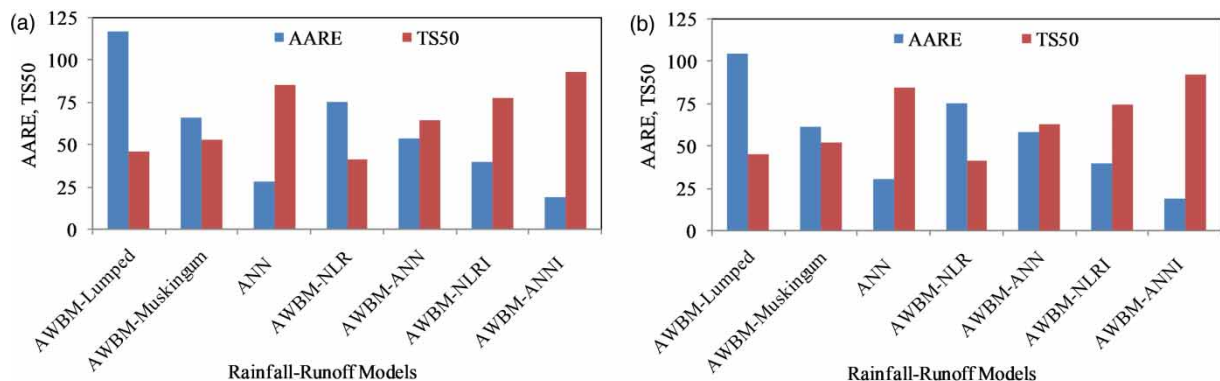 (a)
AARE, TS50
125
100
75
50
25
0
AARE
TS50
AWBM-Lumped
AWBM-Muskingum
ANN
AWBM-NLR
AWBM-ANN
AWBM-NLRI
AWBM-ANNI
Rainfall-Runoff Models
(b)
AARE, TS50
125
100
75
50
25
0
AARE
TS50
AWBM-Lumped
AWBM-Muskingum
ANN
AWBM-NLR
AWBM-ANN
AWBM-NLRI
AWBM-ANNI
Rainfall-Runoff Models